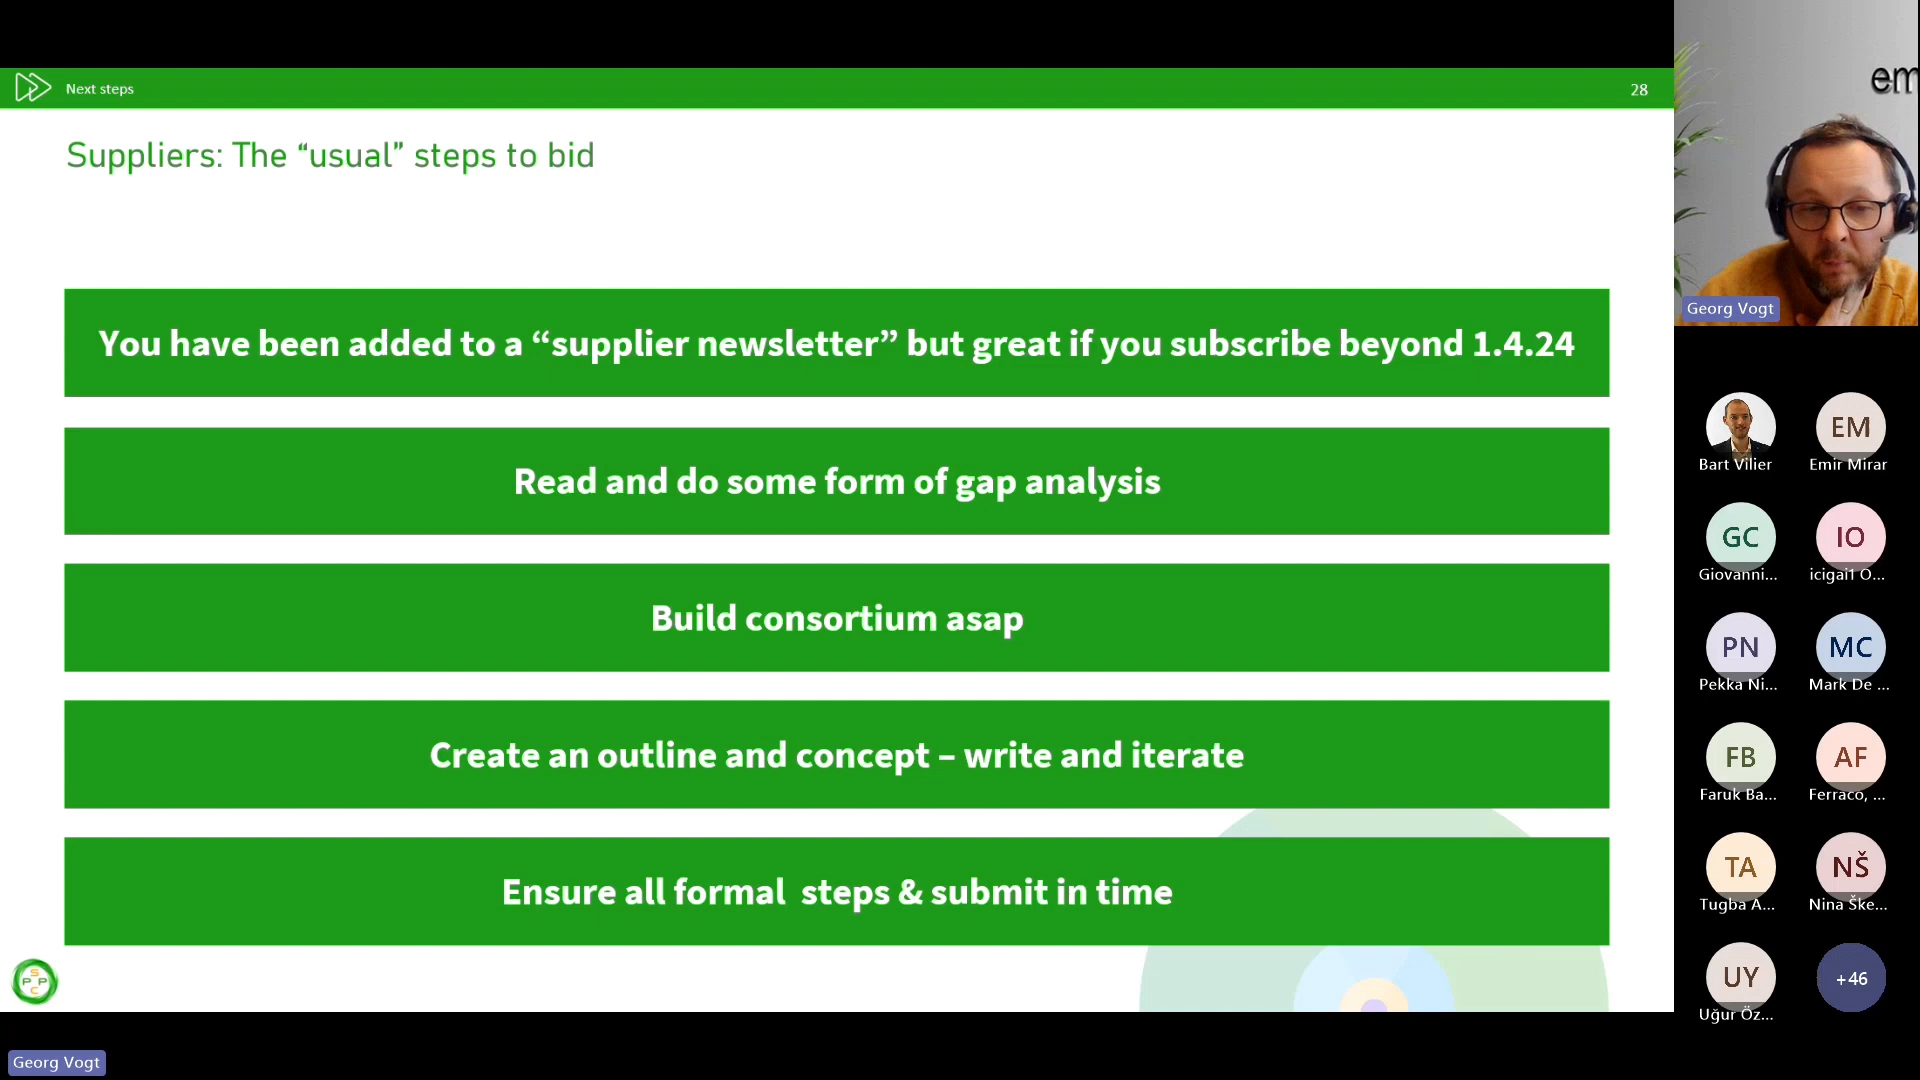 Next steps
28
Suppliers: The “usual” steps to bid
You have been added to a “supplier newsletter” but great if you subscribe beyond 1.4.24
Read and do some form of gap analysis
Build consortium asap
Create an outline and concept – write and iterate
Ensure all formal  steps & submit in time
S
P P
C
Georg Vogt
em
Georg Vogt
Bart Vilier
EM
Emir Mirar
GC
Giovanni...
IO
icigai1 O...
PN
Pekka Ni...
MC
Mark De ...
FB
Faruk Ba...
AF
Ferraco, ...
TA
Tugba A...
NŠ
Nina Ške...
UY
Uğur Öz...
+46